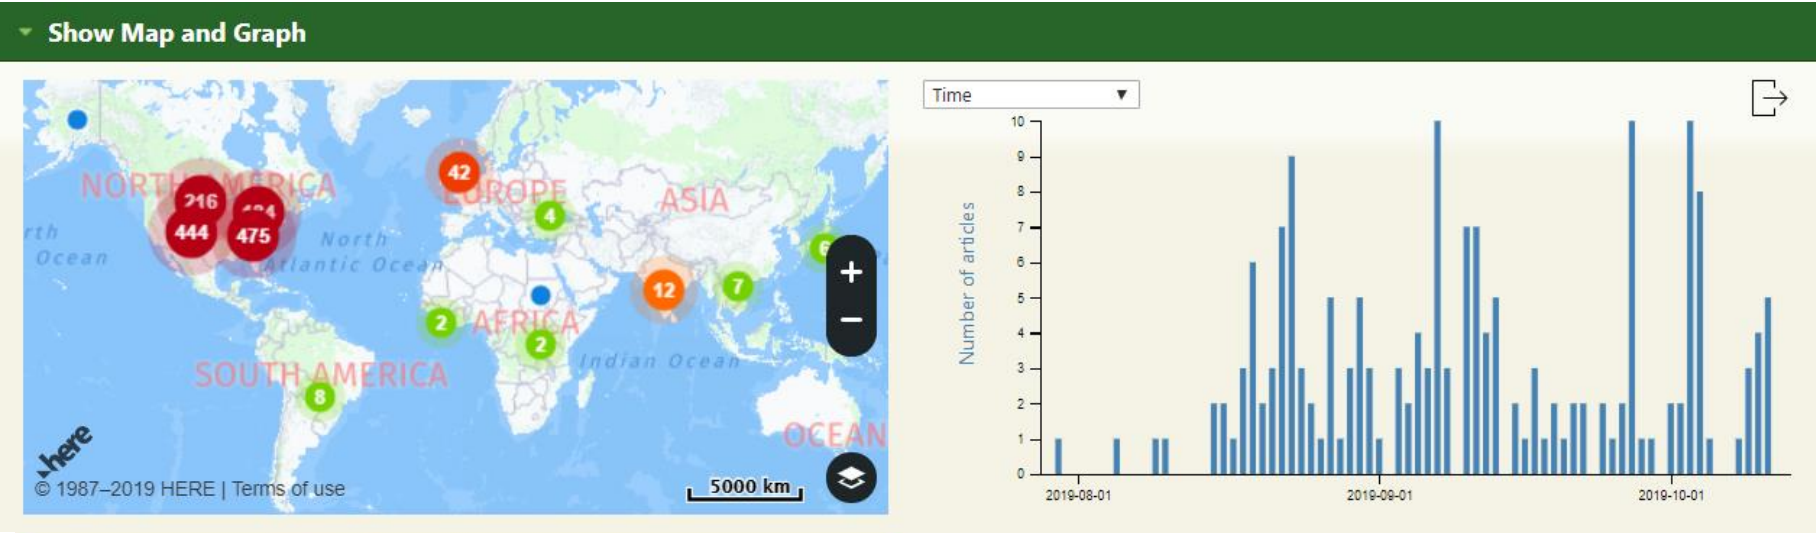 Show Map and Graph
NORTH AMERICA
216
444
475
North
Atlantic Ocean
Ocean
42
EUROPE
4
ASIA
6
12
7
2
AFRICA
2
Indian Ocean
SOUTH AMERICA
8
OCEAN
+
−
here
© 1987–2019 HERE | Terms of use
5000 km
Time
Number of articles
10
9
8
7
6
5
4
3
2
1
0
2019-08-01
2019-09-01
2019-10-01